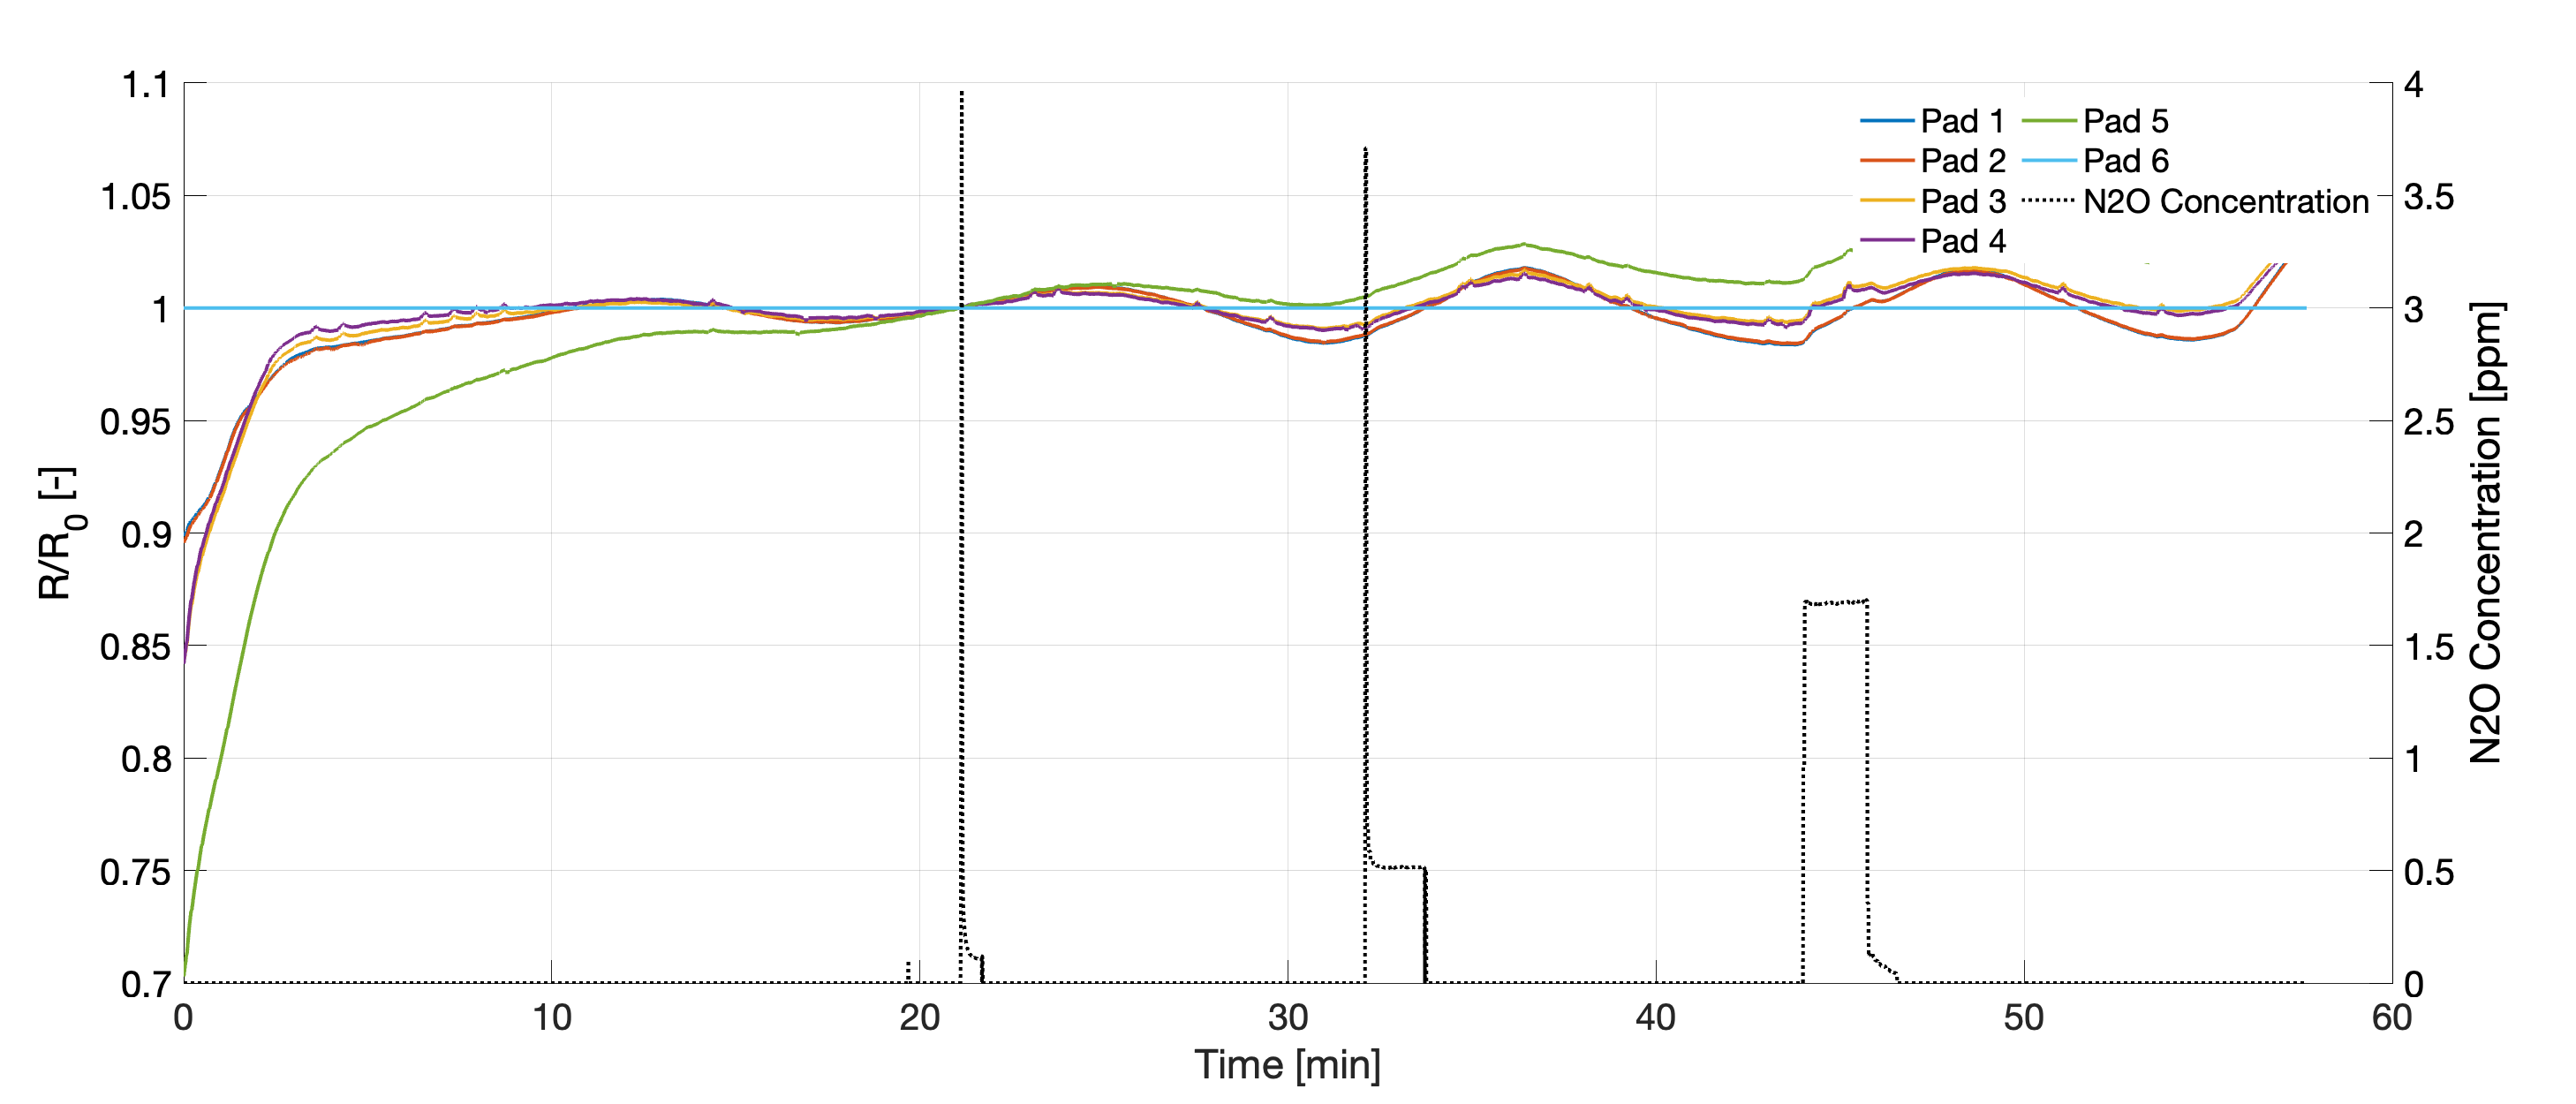 1.1
1.05
1
0.95
0.9
0.85
0.8
0.75
0.7
R/R0 [-]
0 10 20 30 40 50 60
Time [min]
4
3.5
3
2.5
2
1.5
1
0.5
0
N2O Concentration [ppm]
Pad 1
Pad 2
Pad 3
Pad 4
Pad 5
Pad 6
N2O Concentration